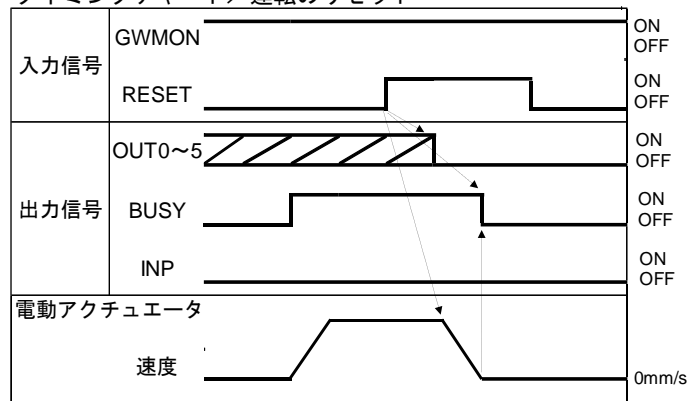 タイミングチャート／運転のリセット
入力信号
GWMON
ON
OFF
RESET
ON
OFF
出力信号
OUT0～5
ON
OFF
BUSY
ON
OFF
INP
ON
OFF
電動アクチュエータ
速度
0mm/s